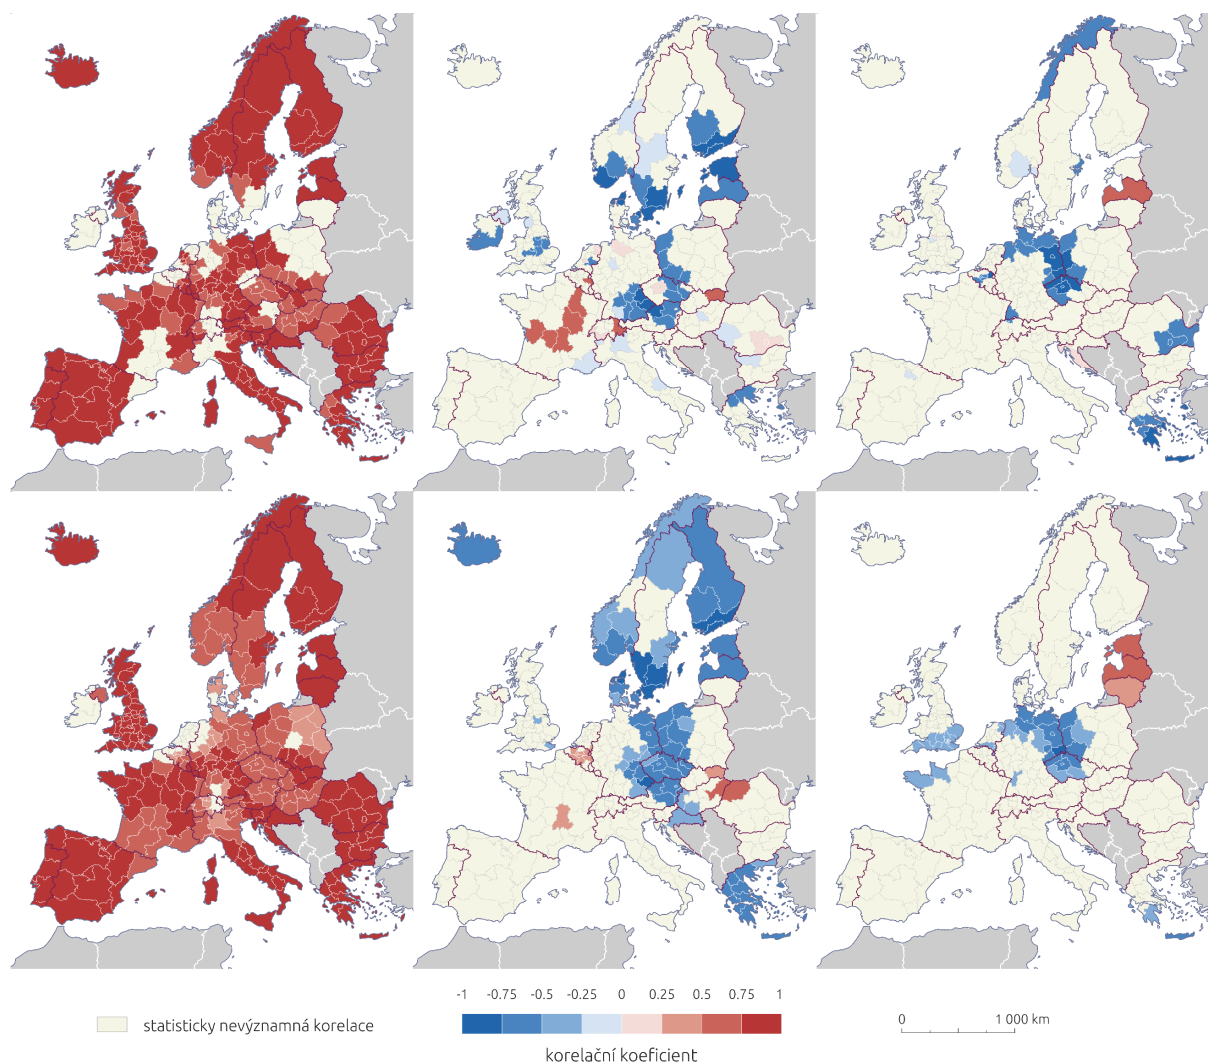 -1 -0.75 -0.5 -0.25 0 0.25 0.5 0.75 1
statisticky nevýznamná korelace
0 1 000 km
korelační koeficient